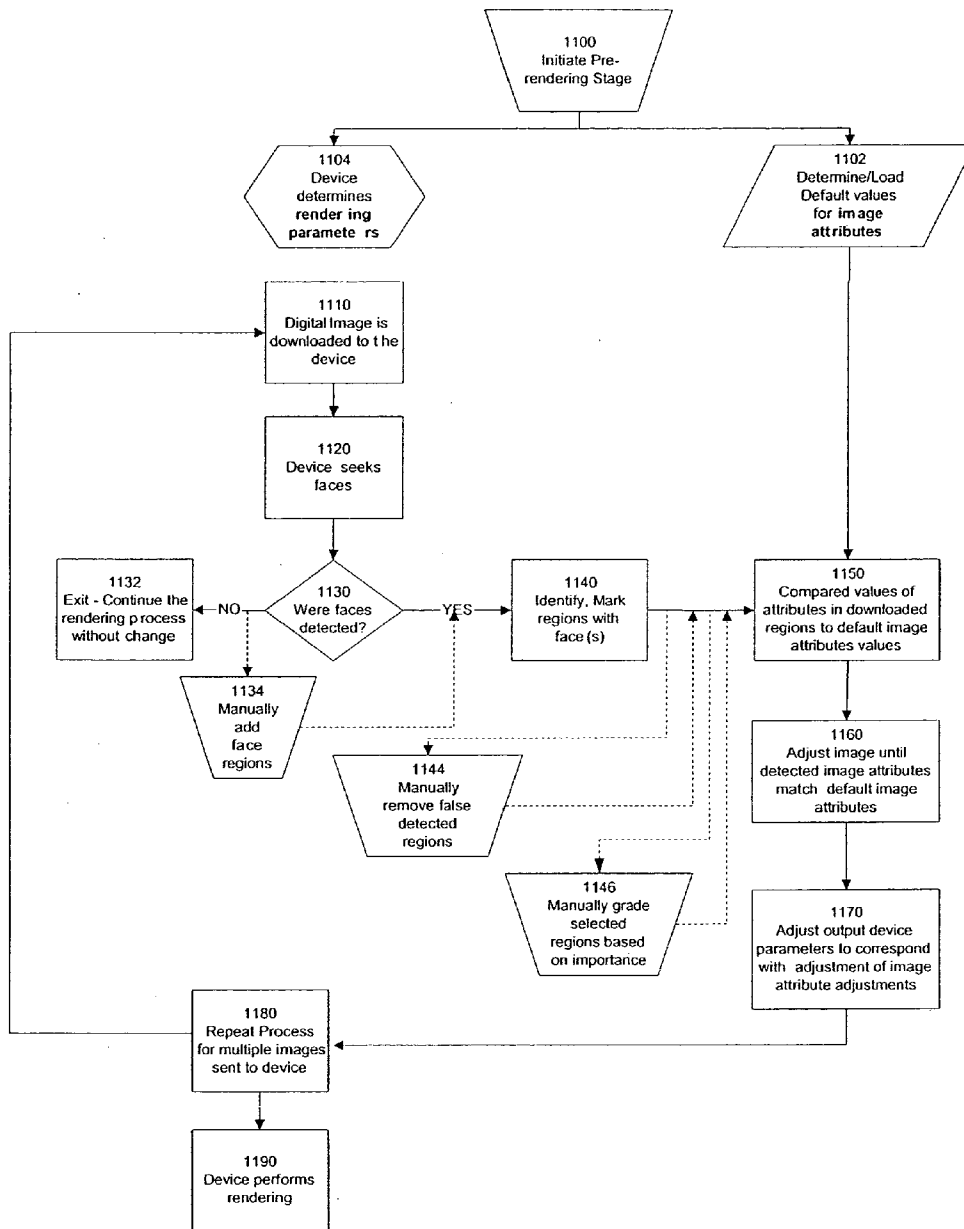 1100
Initiate Pre-
rendering Stage
1104
Device
determines
render ing
paramete rs
1102
Determine/Load
Default values
for image
attributes
1110
Digital Image is
downloaded to t he
device
1120
Device seeks
faces
1132
Exit - Continue the
rendering process
without change
NO
1130
Were faces
detected?
YES
1140
Identify, Mark
regions with
face(s)
1150
Compared values of
attributes in downloaded
regions to default image
attributes values
1134
Manually
add
face
regions
1144
Manually
remove false
detected
regions
1160
Adjust image until
detected image attributes
match default image
attributes
1146
Manually grade
selected
regions based
on importance
1170
Adjust output device
parameters to correspond
with adjustment of image
attribute adjustments
1180
Repeat Process
for multiple images
sent to device
1190
Device performs
rendering